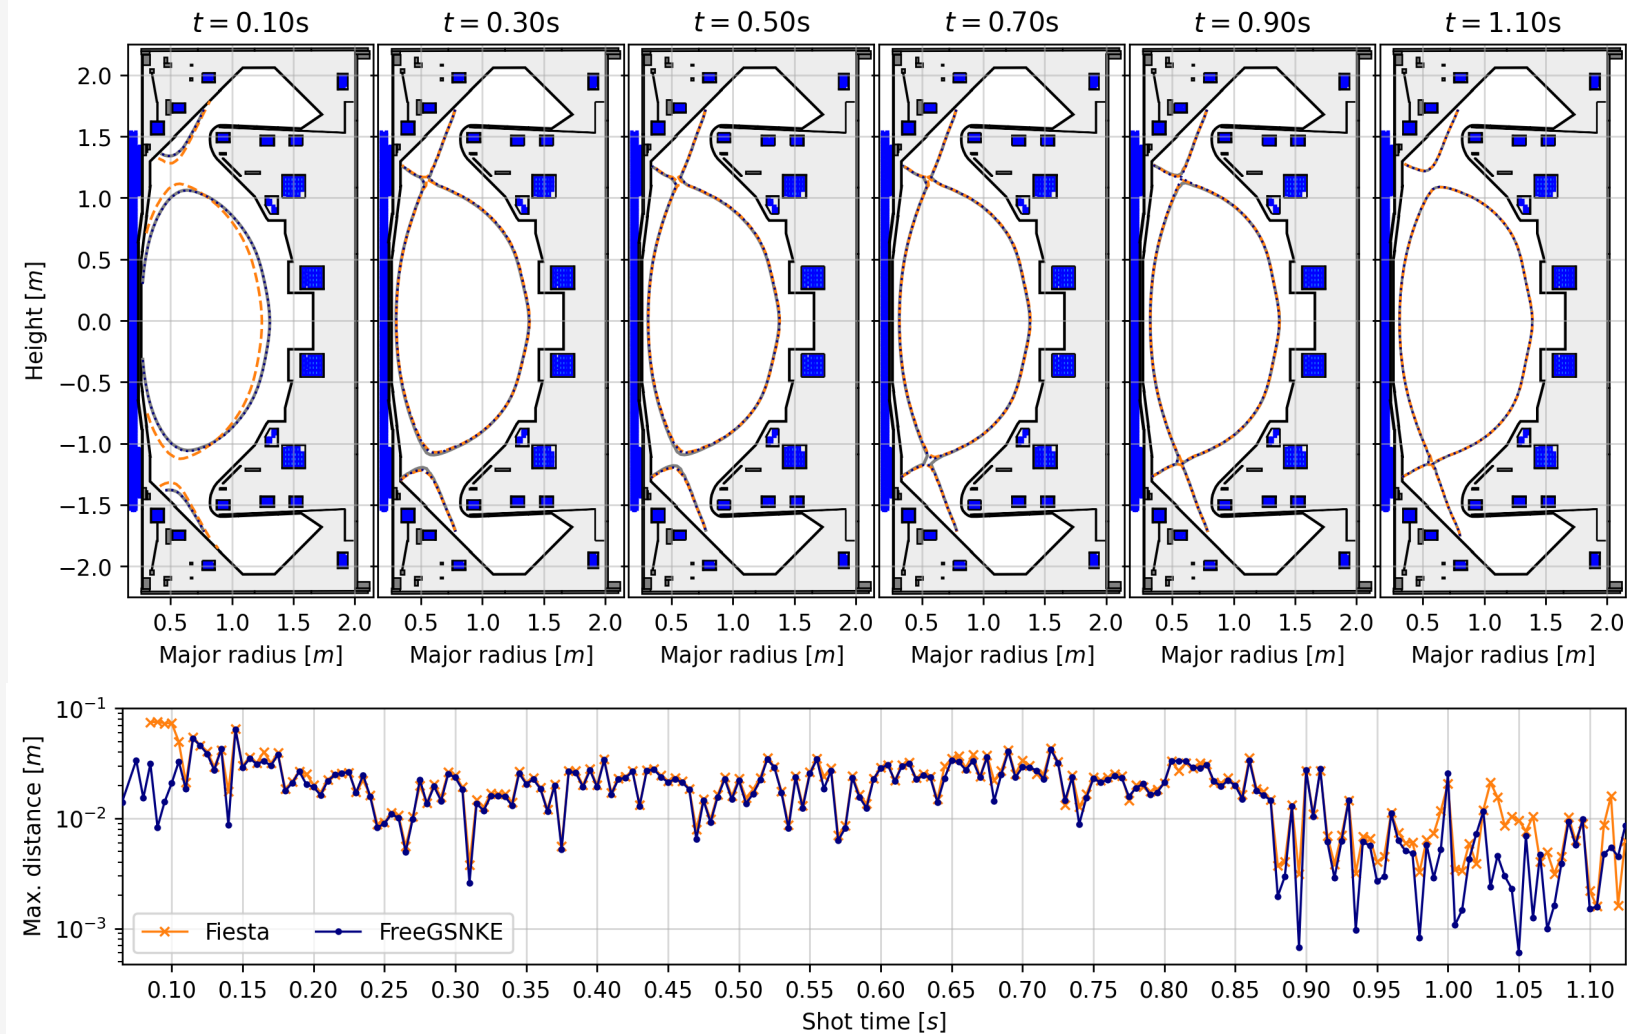 t = 0.10s t = 0.30s t = 0.50s t = 0.70s t = 0.90s t = 1.10s
Height [m]
2.0
1.5
1.0
0.5
0.0
−0.5
−1.0
−1.5
−2.0
0.5 1.0 1.5 2.0 0.5 1.0 1.5 2.0 0.5 1.0 1.5 2.0 0.5 1.0 1.5 2.0 0.5 1.0 1.5 2.0 0.5 1.0 1.5 2.0
Major radius [m] Major radius [m] Major radius [m] Major radius [m] Major radius [m] Major radius [m]
Max. distance [m]
10⁻¹
10⁻²
10⁻³
Fiesta FreeGSNKE
0.10 0.15 0.20 0.25 0.30 0.35 0.40 0.45 0.50 0.55 0.60 0.65 0.70 0.75 0.80 0.85 0.90 0.95 1.00 1.05 1.10
Shot time [s]